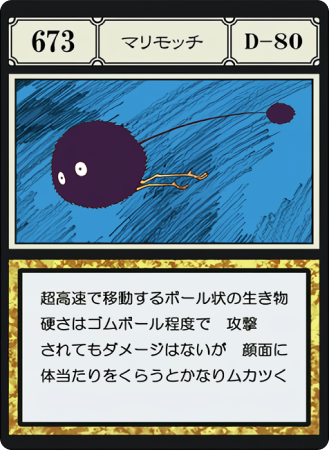 673
マリモッチ
D-80
超高速で移動するボール状の生き物
硬さはゴムボール程度で 攻撃
されてもダメージはないが 顔面に
体当たりをくらうとかなりムカツく